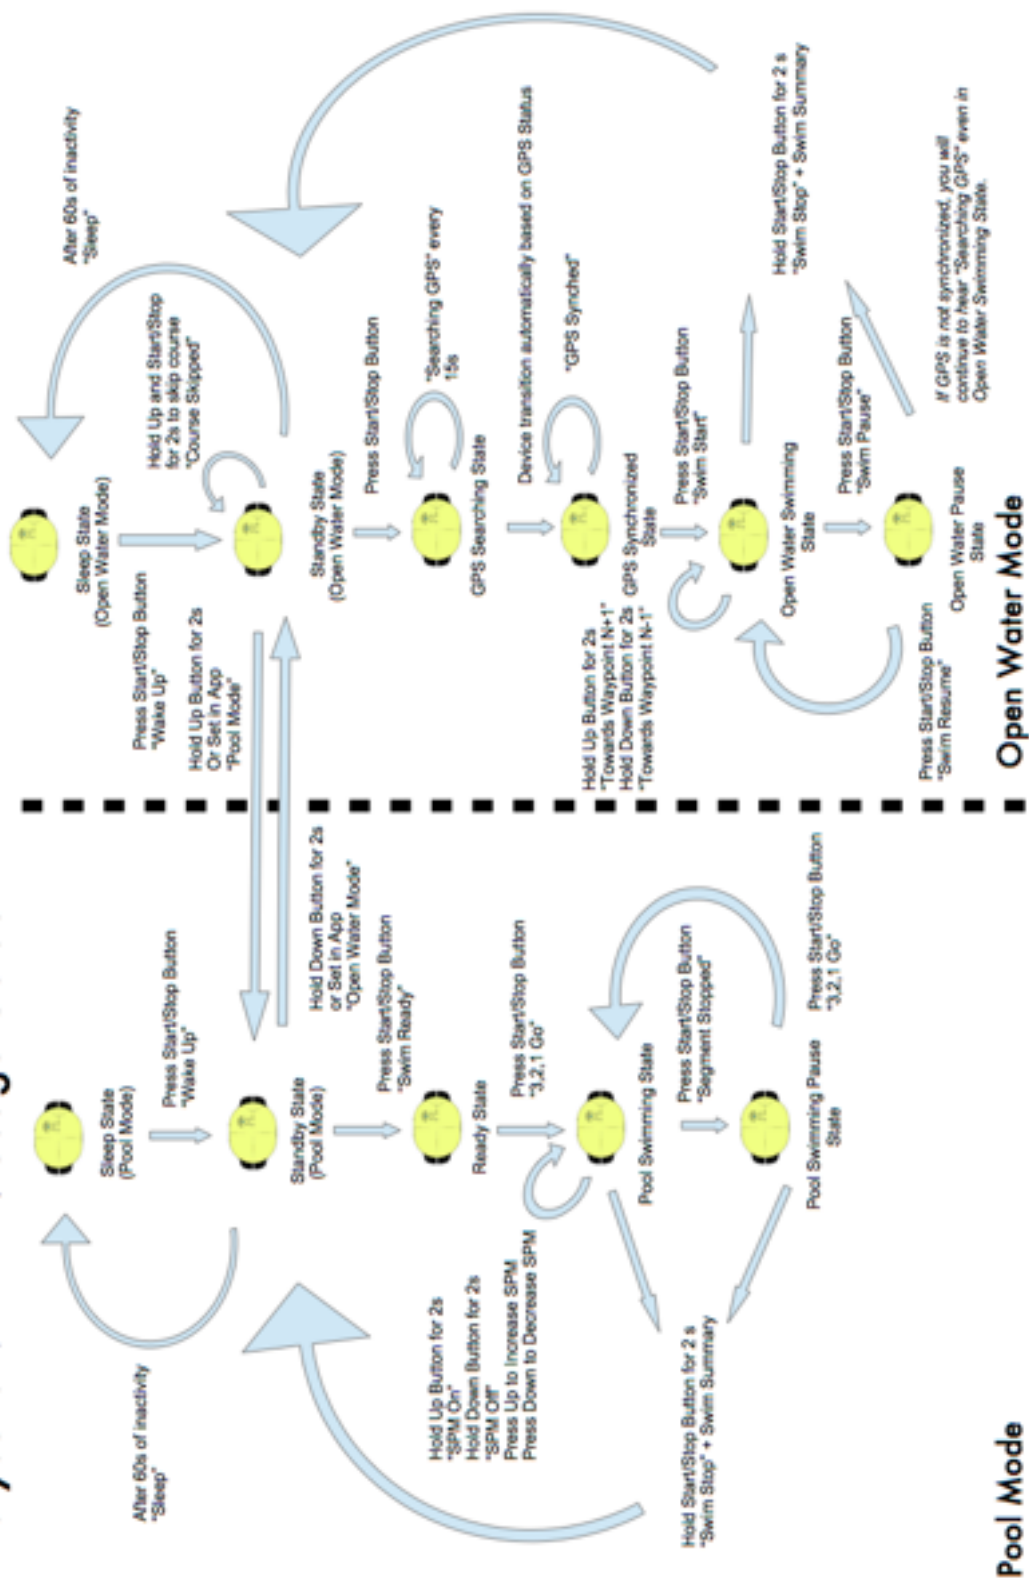 Sleep State
(Pool Mode)
After 60s of inactivity
"Sleep"
Press Start/Stop Button
"Wake Up"
Standby State
(Pool Mode)
Hold Down Button for 2s
or Set in App
"Open Water Mode"
Press Start/Stop Button
"Swim Ready"
Ready State
Press Start/Stop Button
"3,2,1 Go"
Hold Up Button for 2s
"SPM On"
Hold Down Button for 2s
"SPM Off"
Press Up to Increase SPM
Press Down to Decrease SPM
Pool Swimming State
Press Start/Stop Button
"Segment Stopped"
Hold Start/Stop Button for 2 s
"Swim Stop" + Swim Summary
Pool Swimming Pause
State
Press Start/Stop Button
"3,2,1 Go"
Pool Mode
Sleep State
(Open Water Mode)
After 60s of inactivity
"Sleep"
Press Start/Stop Button
"Wake Up"
Hold Up Button for 2s
Or Set in App
"Pool Mode"
Hold Up and Start/Stop
for 2s to skip course
"Course Skipped"
Standby State
(Open Water Mode)
Press Start/Stop Button
"Searching GPS" every
15s
GPS Searching State
Device transition automatically based on GPS Status
"GPS Synched"
GPS Synchronized
State
Hold Up Button for 2s
"Towards Waypoint N+1"
Hold Down Button for 2s
"Towards Waypoint N-1"
Press Start/Stop Button
"Swim Start"
Open Water Swimming
State
Hold Start/Stop Button for 2 s
"Swim Stop" + Swim Summary
Press Start/Stop Button
"Swim Pause"
Press Start/Stop Button
"Swim Resume"
Open Water Pause
State
If GPS is not synchronized, you will
continue to hear "Searching GPS" even in
Open Water Swimming State.
Open Water Mode